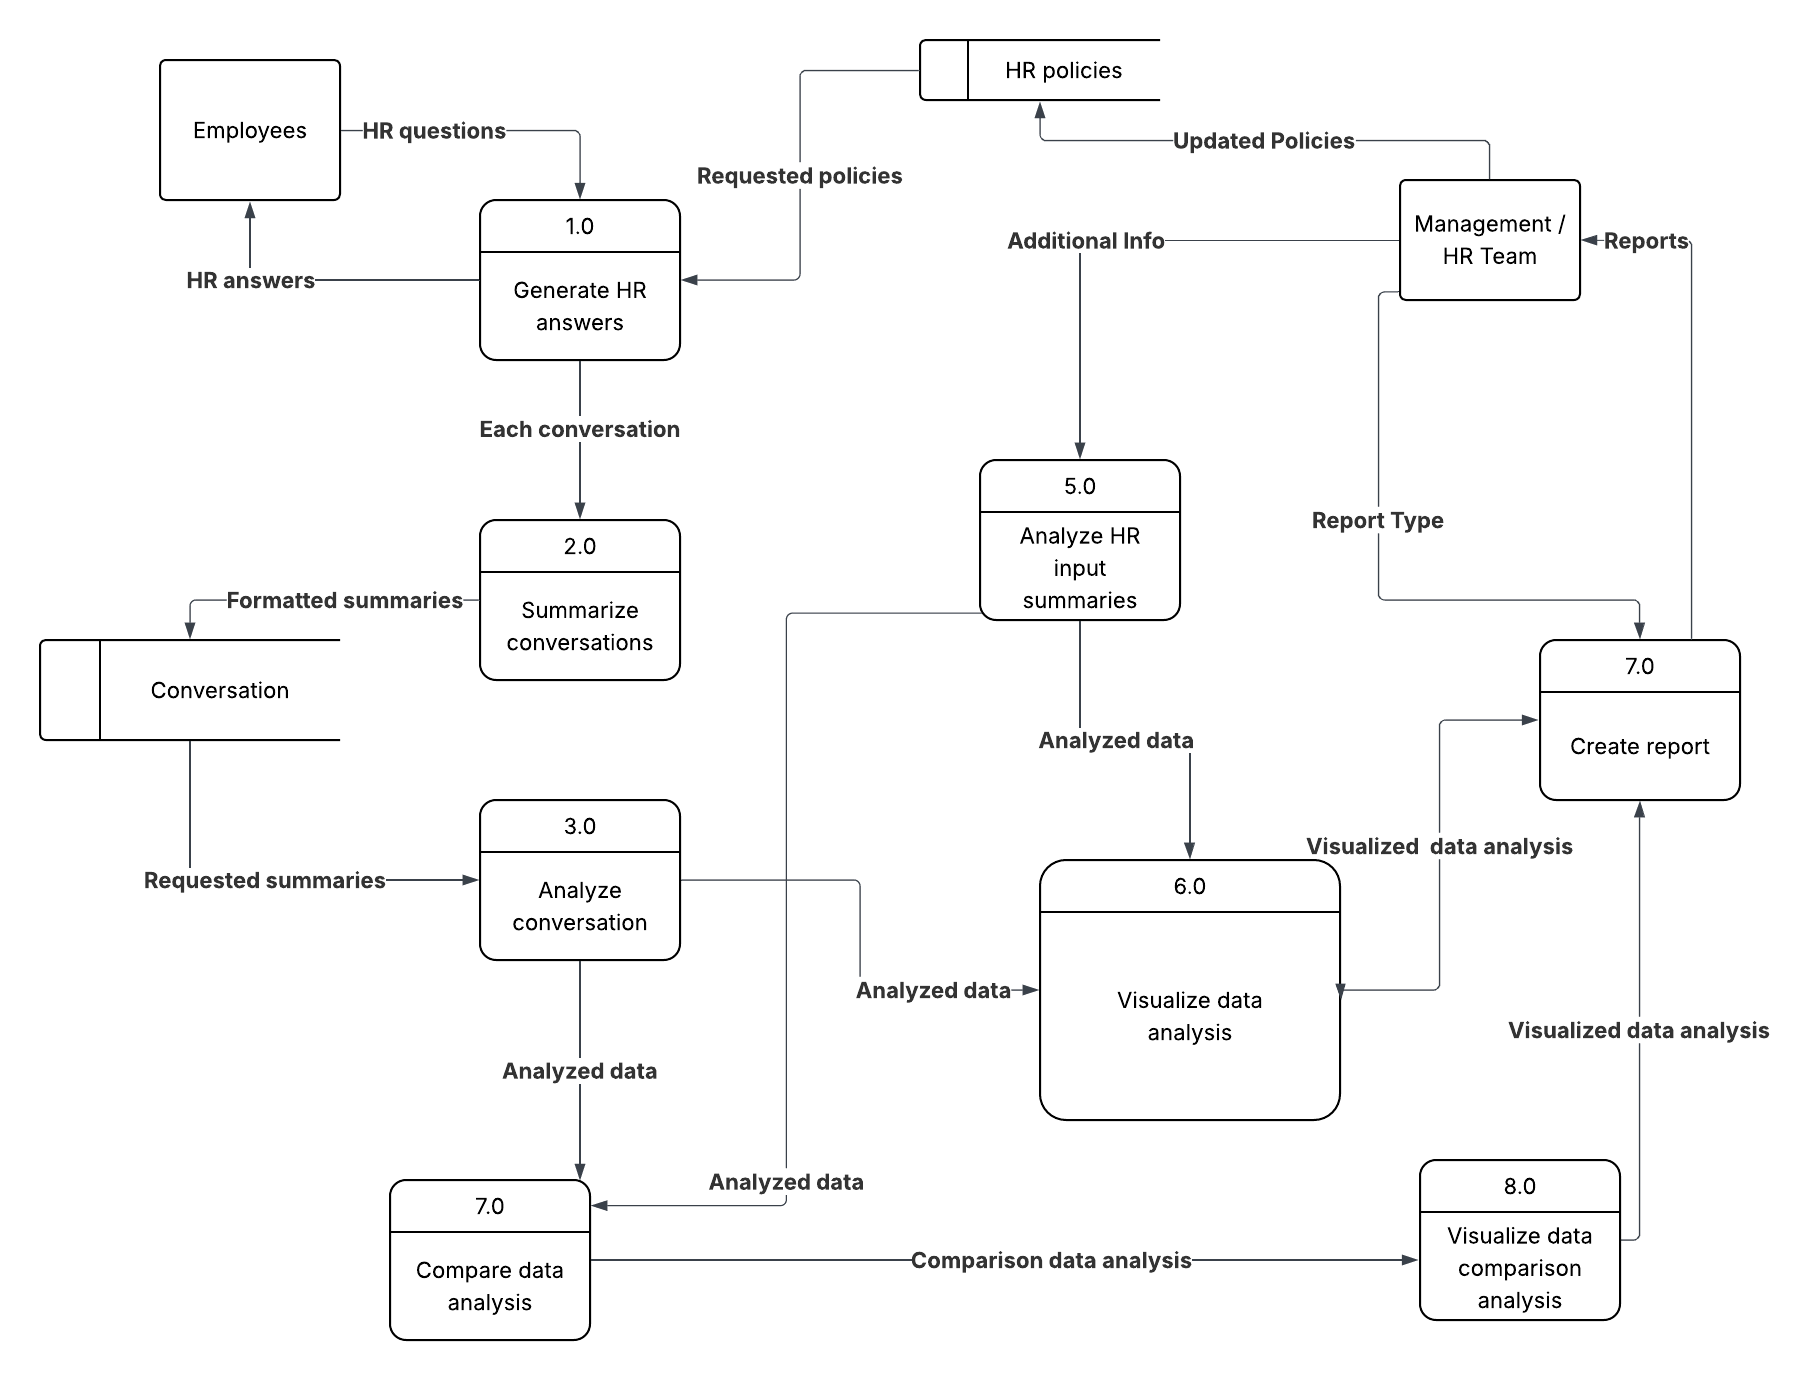 HR policies
Employees
HR questions
Updated Policies
Requested policies
1.0
Generate HR
answers
HR answers
Management /
HR Team
Additional Info
Reports
Each conversation
5.0
Analyze HR
input
summaries
Report Type
2.0
Summarize
conversations
Formatted summaries
Conversation
7.0
Create report
Analyzed data
3.0
Analyze
conversation
Requested summaries
Visualized  data analysis
6.0
Visualize data
analysis
Analyzed data
Visualized data analysis
Analyzed data
Analyzed data
7.0
Compare data
analysis
Comparison data analysis
8.0
Visualize data
comparison
analysis